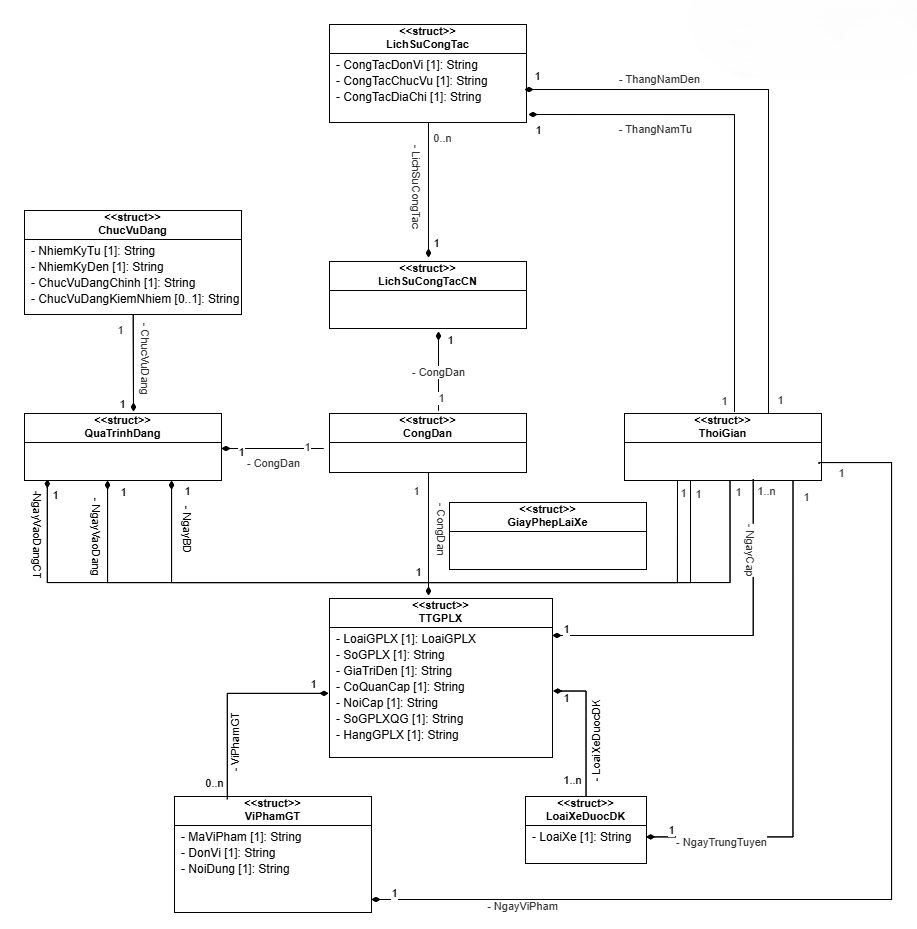 <<struct>>
LichSuCongTac
- CongTacDonVi [1]: String
- CongTacChucVu [1]: String
- CongTacDiaChi [1]: String
1
- ThangNamDen
1
- ThangNamTu
0..n
- LichSuCongTac
1
<<struct>>
ChucVuDang
- NhiemKyTu [1]: String
- NhiemKyDen [1]: String
- ChucVuDangChinh [1]: String
- ChucVuDangKiemNhiem [0..1]: String
<<struct>>
LichSuCongTacCN
1
- ChucVuDang
1
1
- CongDan
1
1
1
<<struct>>
QuaTrinhDang
1
1
- CongDan
<<struct>>
CongDan
<<struct>>
ThoiGian
1
1
-NgayVaoDangCT
1
- NgayVaoDang
1
- NgayBD
1
- CongDan
1
<<struct>>
GiayPhepLaiXe
1
1
1
1..n
- NgayCap
1
<<struct>>
TTGPLX
- LoaiGPLX [1]: LoaiGPLX
- SoGPLX [1]: String
- GiaTriDen [1]: String
- CoQuanCap [1]: String
- NoiCap [1]: String
- SoGPLXQG [1]: String
- HangGPLX [1]: String
1
1
- ViPhamGT
0..n
1
- LoaiXeDuocDK
1..n
<<struct>>
ViPhamGT
- MaViPham [1]: String
- DonVi [1]: String
- NoiDung [1]: String
<<struct>>
LoaiXeDuocDK
- LoaiXe [1]: String
1
- NgayTrungTuyen
1
- NgayViPham